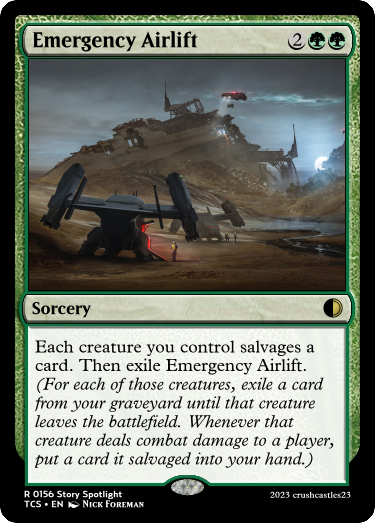 Emergency Airlift 2
Sorcery
Each creature you control salvages a
card. Then exile Emergency Airlift.
(For each of those creatures, exile a card
from your graveyard until that creature
leaves the battlefield. Whenever that
creature deals combat damage to a player,
put a card it salvaged into your hand.)
R 0156 Story Spotlight
TCS • EN Nick Foreman
2023 crushcastles23